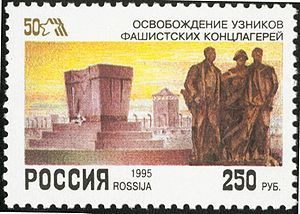 50
ОСВОБОЖДЕНИЕ УЗНИКОВ
ФАШИСТСКИХ КОНЦЛАГЕРЕЙ
РОССИЯ
1995
ROSSIJA
250 РУБ.